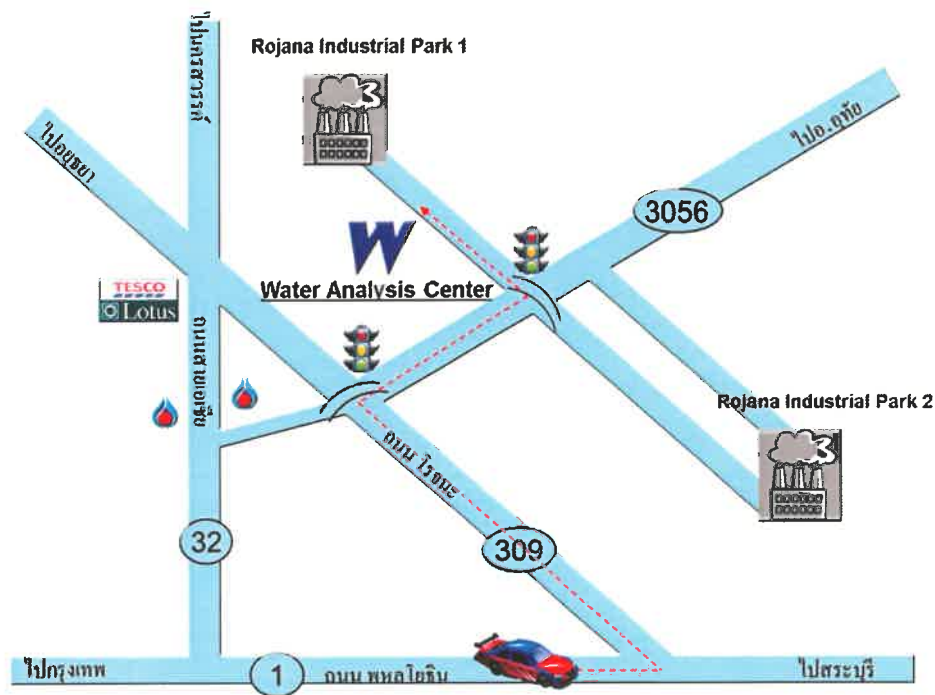 Rojana Industrial Park 1
ไปนครสวรรค์
ไปอยุธยา
ไปอ.อุทัย
3056
W
Water Analysis Center
TESCO
Lotus
ถนนสายเอเซีย
Rojana Industrial Park 2
ถนน โรจนะ
32
309
ไปกรุงเทพ
1
ถนน พหลโยธิน
ไปสระบุรี